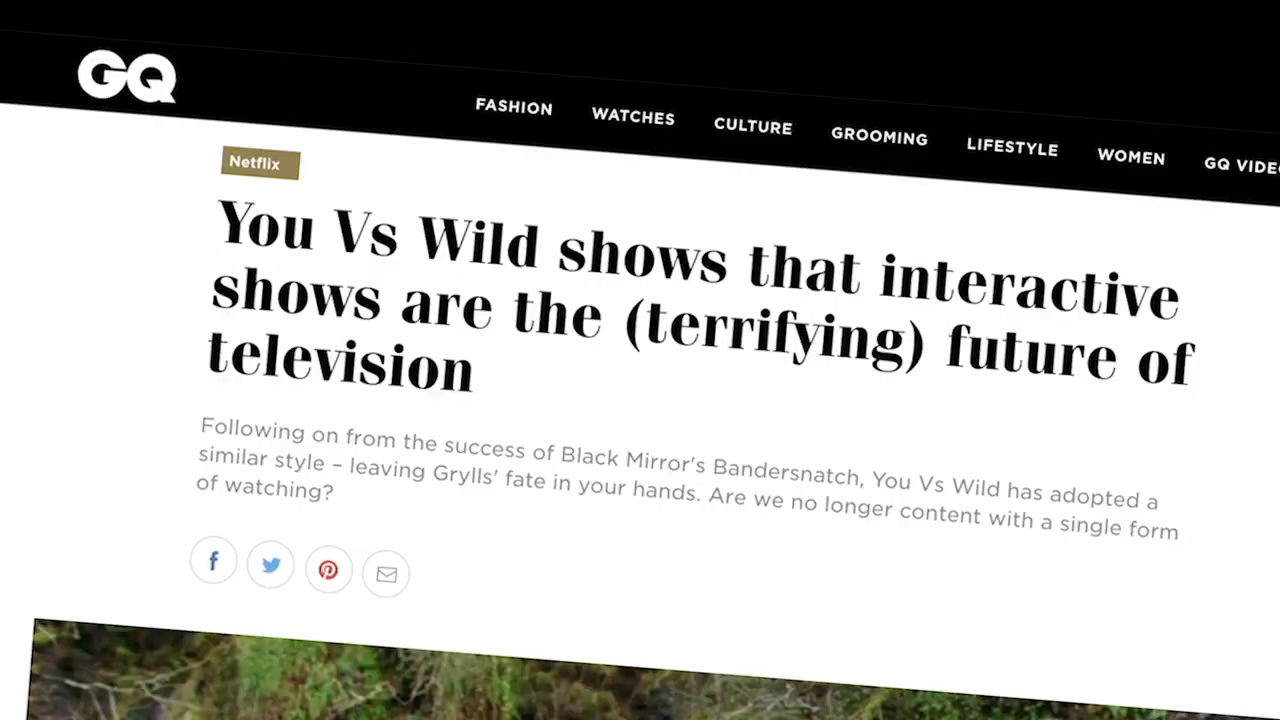 GQ
FASHION WATCHES CULTURE GROOMING LIFESTYLE WOMEN GQ VIDEO
Netflix
You Vs Wild shows that interactive
shows are the (terrifying) future of
television
Following on from the success of Black Mirror's Bandersnatch, You Vs Wild has adopted a
similar style – leaving Grylls' fate in your hands. Are we no longer content with a single form
of watching?